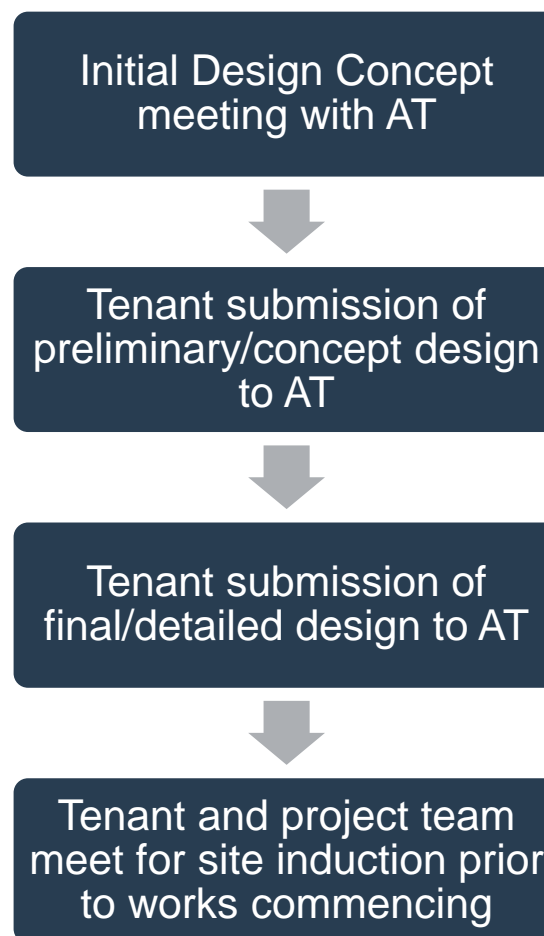 Initial Design Concept
meeting with AT
Tenant submission of
preliminary/concept design
to AT
Tenant submission of
final/detailed design to AT
Tenant and project team
meet for site induction prior
to works commencing